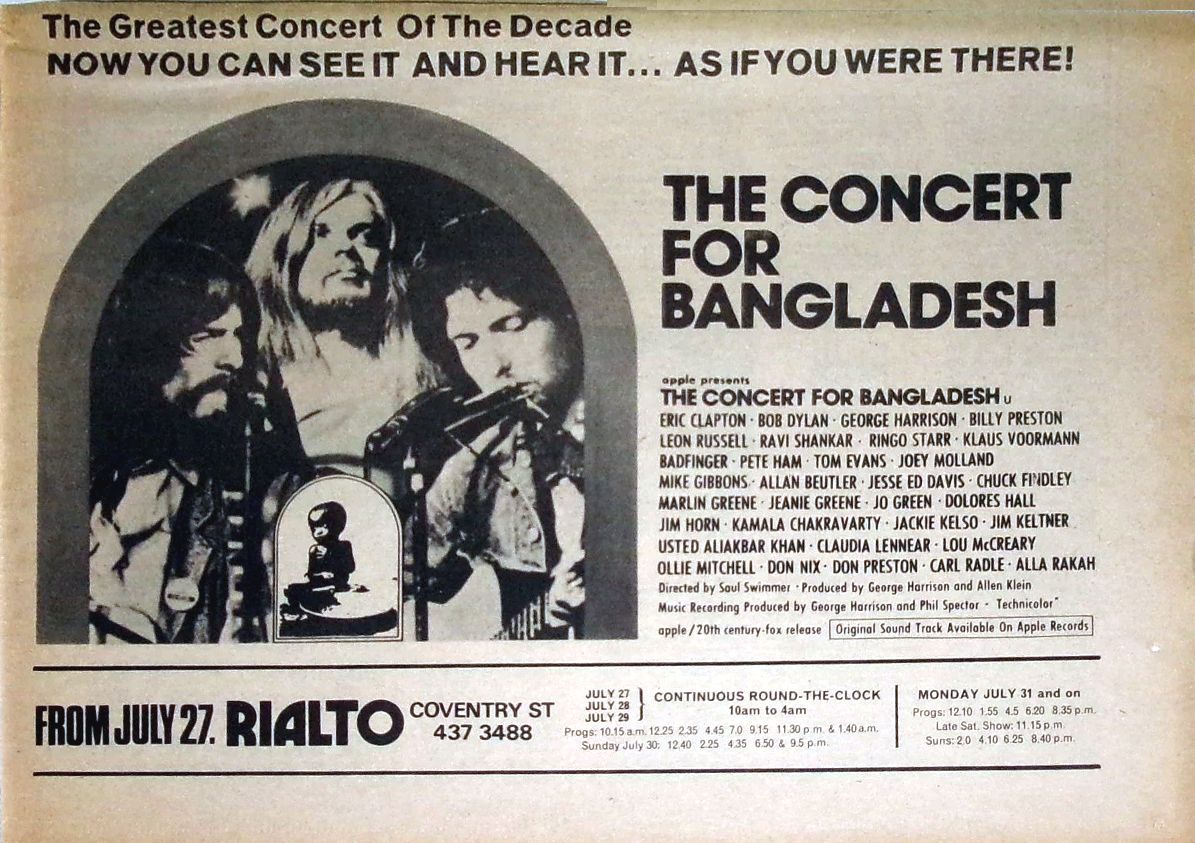 The Greatest Concert Of The Decade
NOW YOU CAN SEE IT AND HEAR IT... AS IF YOU WERE THERE!
THE CONCERT
FOR
BANGLADESH
apple presents
THE CONCERT FOR BANGLADESH U
ERIC CLAPTON · BOB DYLAN · GEORGE HARRISON · BILLY PRESTON
LEON RUSSELL · RAVI SHANKAR · RINGO STARR · KLAUS VOORMANN
BADFINGER · PETE HAM · TOM EVANS · JOEY MOLLAND
MIKE GIBBONS · ALLAN BEUTLER · JESSE ED DAVIS · CHUCK FINDLEY
MARLIN GREENE · JEANIE GREENE · JO GREEN · DOLORES HALL
JIM HORN · KAMALA CHAKRAVARTY · JACKIE KELSO · JIM KELTNER
USTED ALIAKBAR KHAN · CLAUDIA LENNEAR · LOU McCREARY
OLLIE MITCHELL · DON NIX · DON PRESTON · CARL RADLE · ALLA RAKAH
Directed by Saul Swimmer · Produced by George Harrison and Allen Klein
Music Recording Produced by George Harrison and Phil Spector - Technicolor
apple/20th century-fox release Original Sound Track Available On Apple Records
FROM JULY 27. RIALTO COVENTRY ST
437 3488
JULY 27
JULY 28
JULY 29
CONTINUOUS ROUND-THE-CLOCK
10am to 4am
Progs: 10.15 a.m. 12.25 2.35 4.45 7.0 9.15 11.30 p.m. & 1.40 a.m.
Sunday July 30: 12.40 2.25 4.35 6.50 & 9.5 p.m.
MONDAY JULY 31 and on
Progs: 12.10 1.55 4.5 6.20 8.35 p.m.
Late Sat. Show: 11.15 p.m.
Suns: 2.0 4.10 6.25 8.40 p.m.